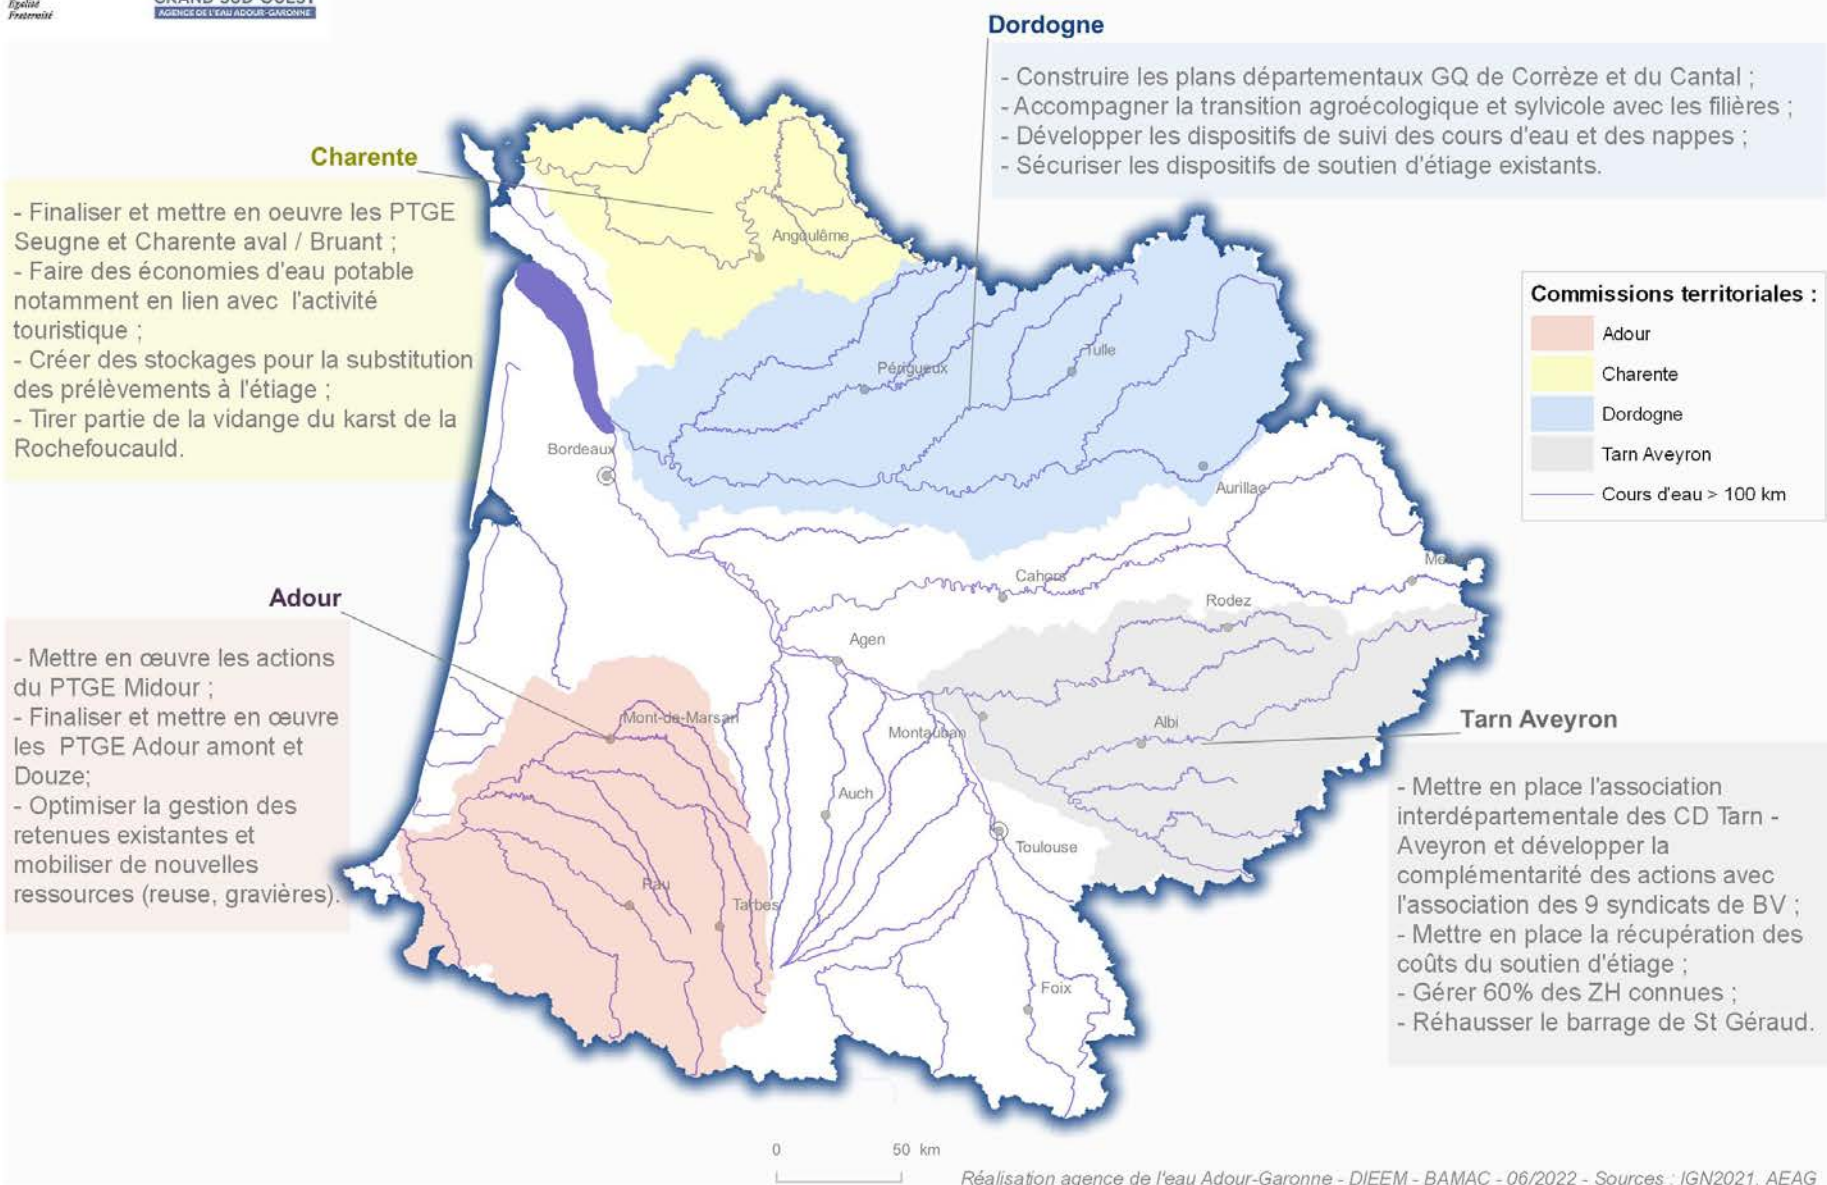 Égalité
Fraternité
GRAND SUD-OUEST
AGENCE DE L'EAU ADOUR-GARONNE
Dordogne
- Construire les plans départementaux GQ de Corrèze et du Cantal ;
- Accompagner la transition agroécologique et sylvicole avec les filières ;
- Développer les dispositifs de suivi des cours d'eau et des nappes ;
- Sécuriser les dispositifs de soutien d'étiage existants.
Charente
- Finaliser et mettre en oeuvre les PTGE
Seugne et Charente aval / Bruant ;
- Faire des économies d'eau potable
notamment en lien avec l'activité
touristique ;
- Créer des stockages pour la substitution
des prélèvements à l'étiage ;
- Tirer partie de la vidange du karst de la
Rochefoucauld.
Angoulême
Commissions territoriales :
Adour
Charente
Dordogne
Tarn Aveyron
Cours d'eau > 100 km
Périgueux
Tulle
Bordeaux
Aurillac
Cahors
Rodez
Agen
Adour
- Mettre en œuvre les actions
du PTGE Midour ;
- Finaliser et mettre en œuvre
les PTGE Adour amont et
Douze;
- Optimiser la gestion des
retenues existantes et
mobiliser de nouvelles
ressources (reuse, gravières).
Mont-de-Marsan
Montauban
Albi
Auch
Toulouse
Pau
Tarbes
Foix
Tarn Aveyron
- Mettre en place l'association
interdépartementale des CD Tarn -
Aveyron et développer la
complémentarité des actions avec
l'association des 9 syndicats de BV ;
- Mettre en place la récupération des
coûts du soutien d'étiage ;
- Gérer 60% des ZH connues ;
- Réhausser le barrage de St Géraud.
0 50 km
Réalisation agence de l'eau Adour-Garonne - DIEEM - BAMAC - 06/2022 - Sources : IGN2021, AEAG